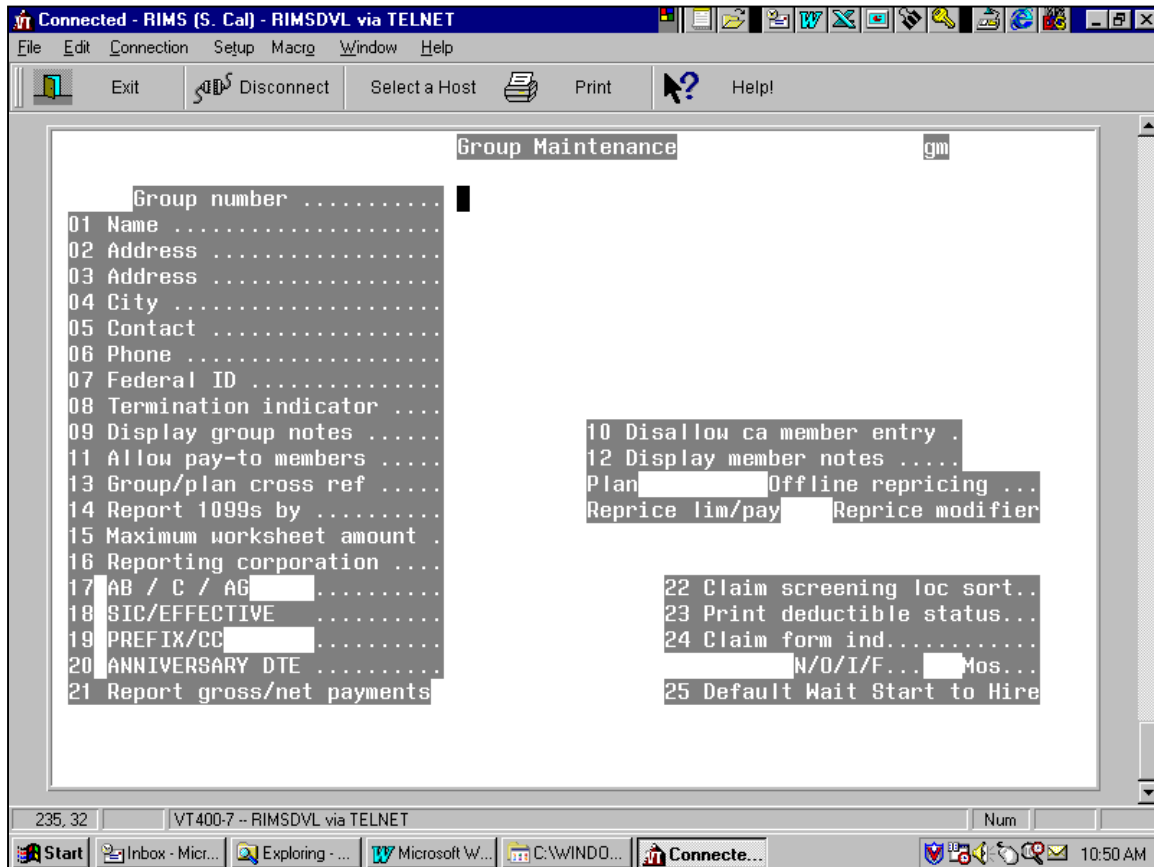 Connected - RIMS (S. Cal) - RIMSDVL via TELNET
File Edit Connection Setup Macro Window Help
Exit Disconnect Select a Host Print Help!
Group Maintenance gm
Group number ...........
01 Name .....................
02 Address ..................
03 Address ..................
04 City ......................
05 Contact ..................
06 Phone ....................
07 Federal ID ...............
08 Termination indicator ....
09 Display group notes ...... 10 Disallow ca member entry .
11 Allow pay-to members ..... 12 Display member notes .....
13 Group/plan cross ref ..... Plan Offline repricing ...
14 Report 1099s by .......... Reprice lim/pay Reprice modifier
15 Maximum worksheet amount .
16 Reporting corporation ....
17 AB / C / AG .......... 22 Claim screening loc sort..
18 SIC/EFFECTIVE .......... 23 Print deductible status...
19 PREFIX/CC .......... 24 Claim form ind............
20 ANNIVERSARY DTE .......... N/O/I/F... Mos...
21 Report gross/net payments 25 Default Wait Start to Hire
235, 32 VT400-7 -- RIMSDVL via TELNET Num
Start Inbox - Micr... Exploring - ... Microsoft W... C:\WINDO... Connecte... 10:50 AM